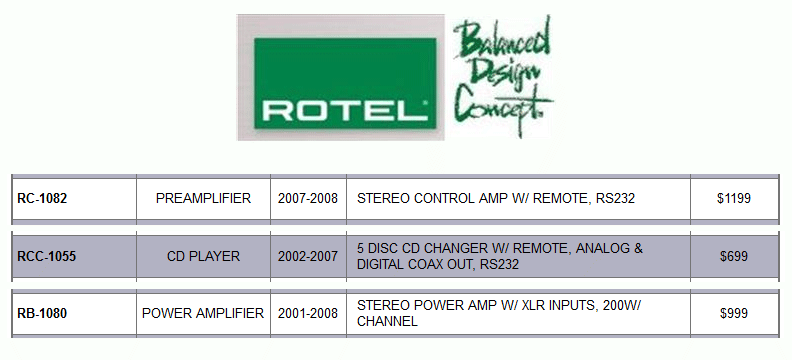 ROTEL®
Balanced
Design
Concept.
RC-1082 PREAMPLIFIER 2007-2008 STEREO CONTROL AMP W/ REMOTE, RS232 $1199
RCC-1055 CD PLAYER 2002-2007 5 DISC CD CHANGER W/ REMOTE, ANALOG &
DIGITAL COAX OUT, RS232 $699
RB-1080 POWER AMPLIFIER 2001-2008 STEREO POWER AMP W/ XLR INPUTS, 200W/
CHANNEL $999